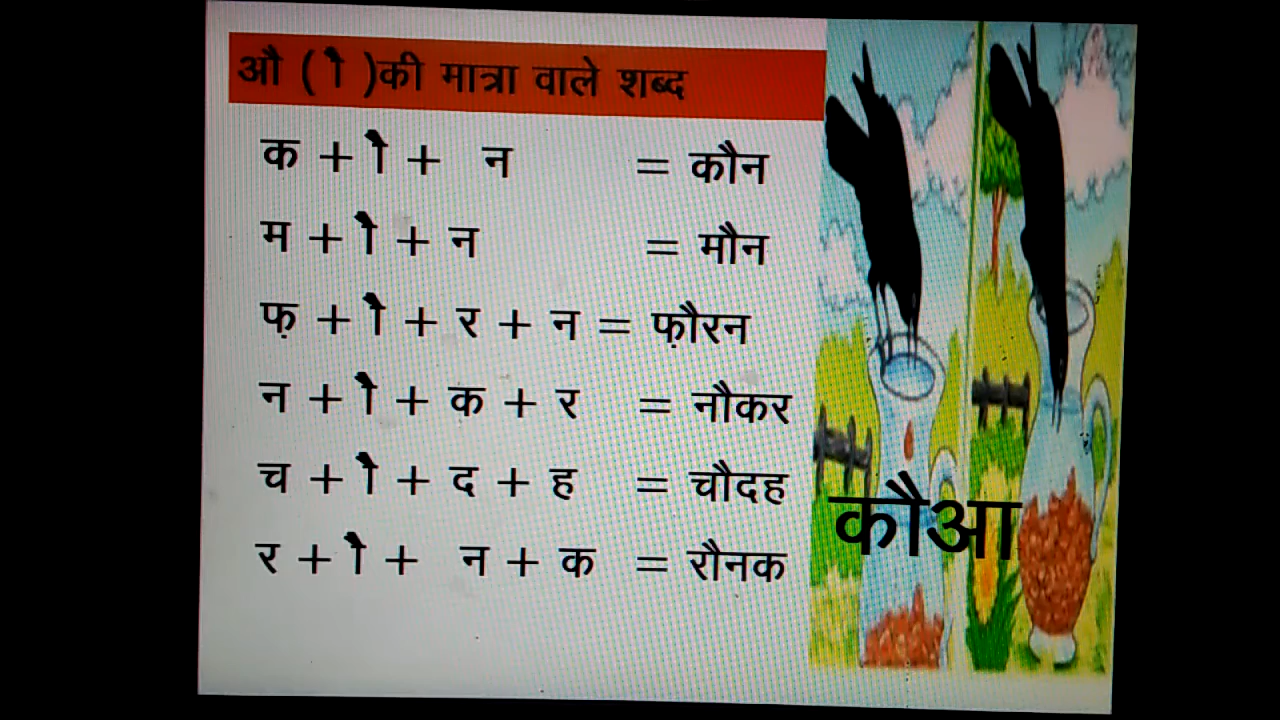 औ ( ौ )की मात्रा वाले शब्द
क + ौ + न = कौन
म + ौ + न = मौन
फ़ + ौ + र + न = फ़ौरन
न + ौ + क + र = नौकर
च + ौ + द + ह = चौदह
र + ौ + न + क = रौनक
कौआ